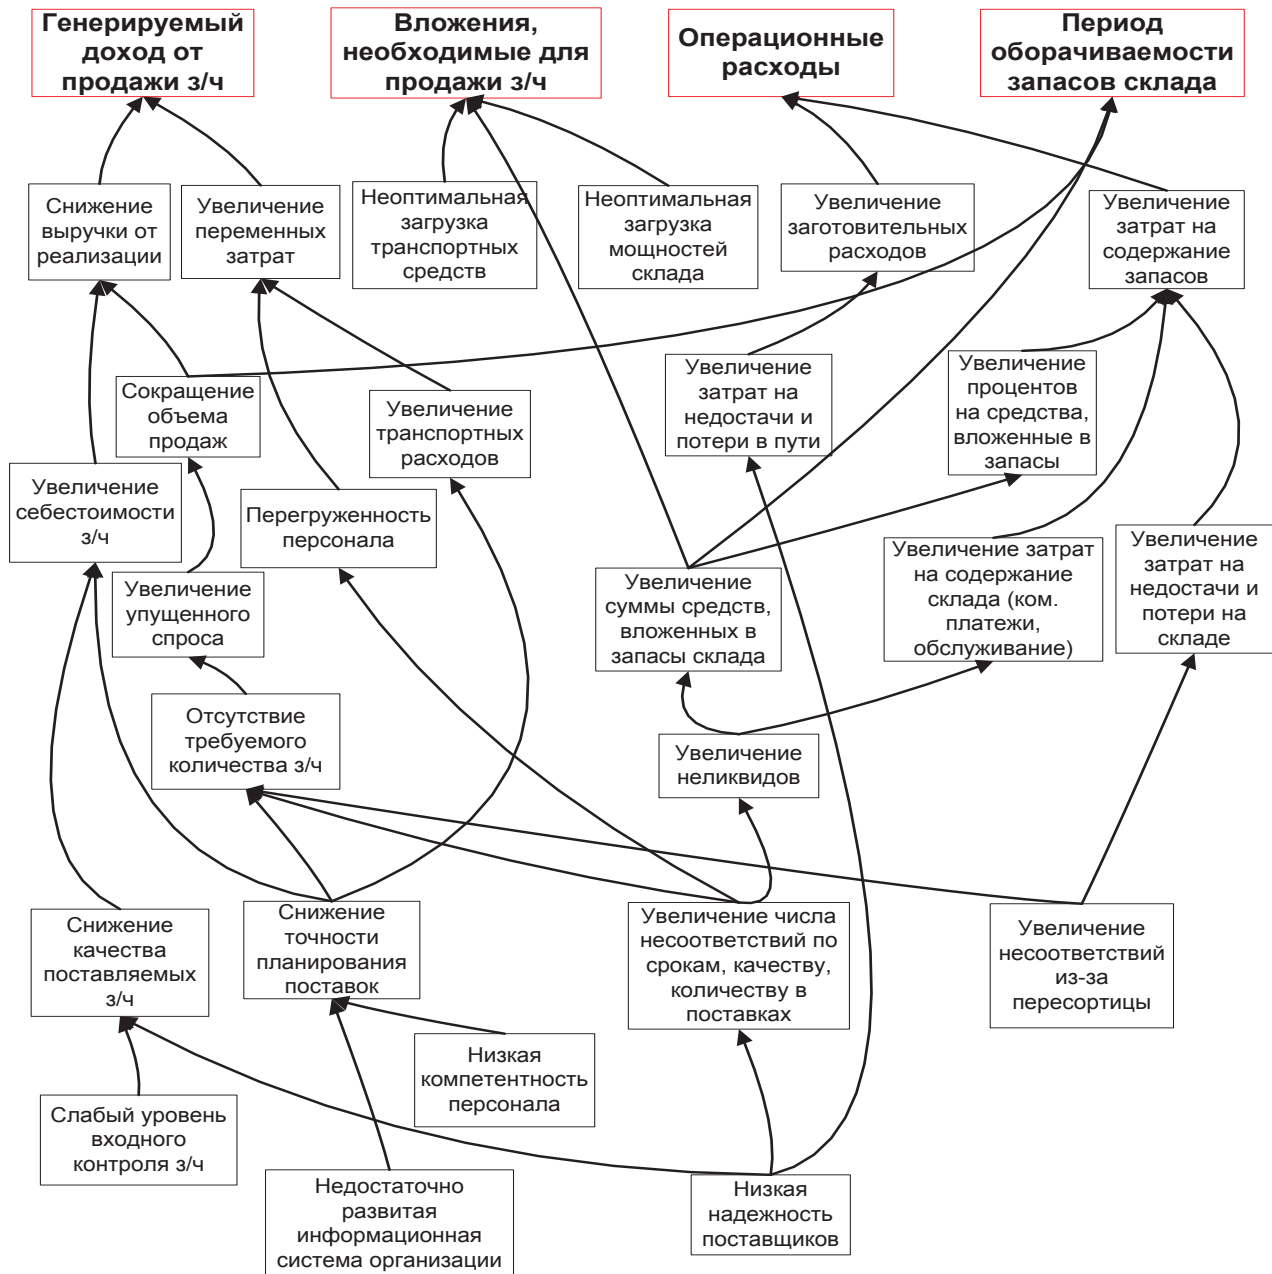 Генерируемый
доход от
продажи з/ч
Вложения,
необходимые для
продажи з/ч
Операционные
расходы
Период
оборачиваемости
запасов склада
Снижение
выручки от
реализации
Увеличение
переменных
затрат
Неоптимальная
загрузка
транспортных
средств
Неоптимальная
загрузка
мощностей
склада
Увеличение
заготовительных
расходов
Увеличение
затрат на
содержание
запасов
Сокращение
объема
продаж
Увеличение
транспортных
расходов
Увеличение
затрат на
недостачи и
потери в пути
Увеличение
процентов
на средства,
вложенные в
запасы
Увеличение
себестоимости
з/ч
Перегруженность
персонала
Увеличение
упущенного
спроса
Увеличение
суммы средств,
вложенных в
запасы склада
Увеличение затрат
на содержание
склада (ком.
платежи,
обслуживание)
Увеличение
затрат на
недостачи и
потери на
складе
Отсутствие
требуемого
количества з/ч
Увеличение
неликвидов
Снижение
качества
поставляемых
з/ч
Снижение
точности
планирования
поставок
Увеличение числа
несоответствий по
срокам, качеству,
количеству в
поставках
Увеличение
несоответствий
из-за
пересортицы
Низкая
компетентность
персонала
Слабый уровень
входного
контроля з/ч
Недостаточно
развитая
информационная
система организации
Низкая
надежность
поставщиков